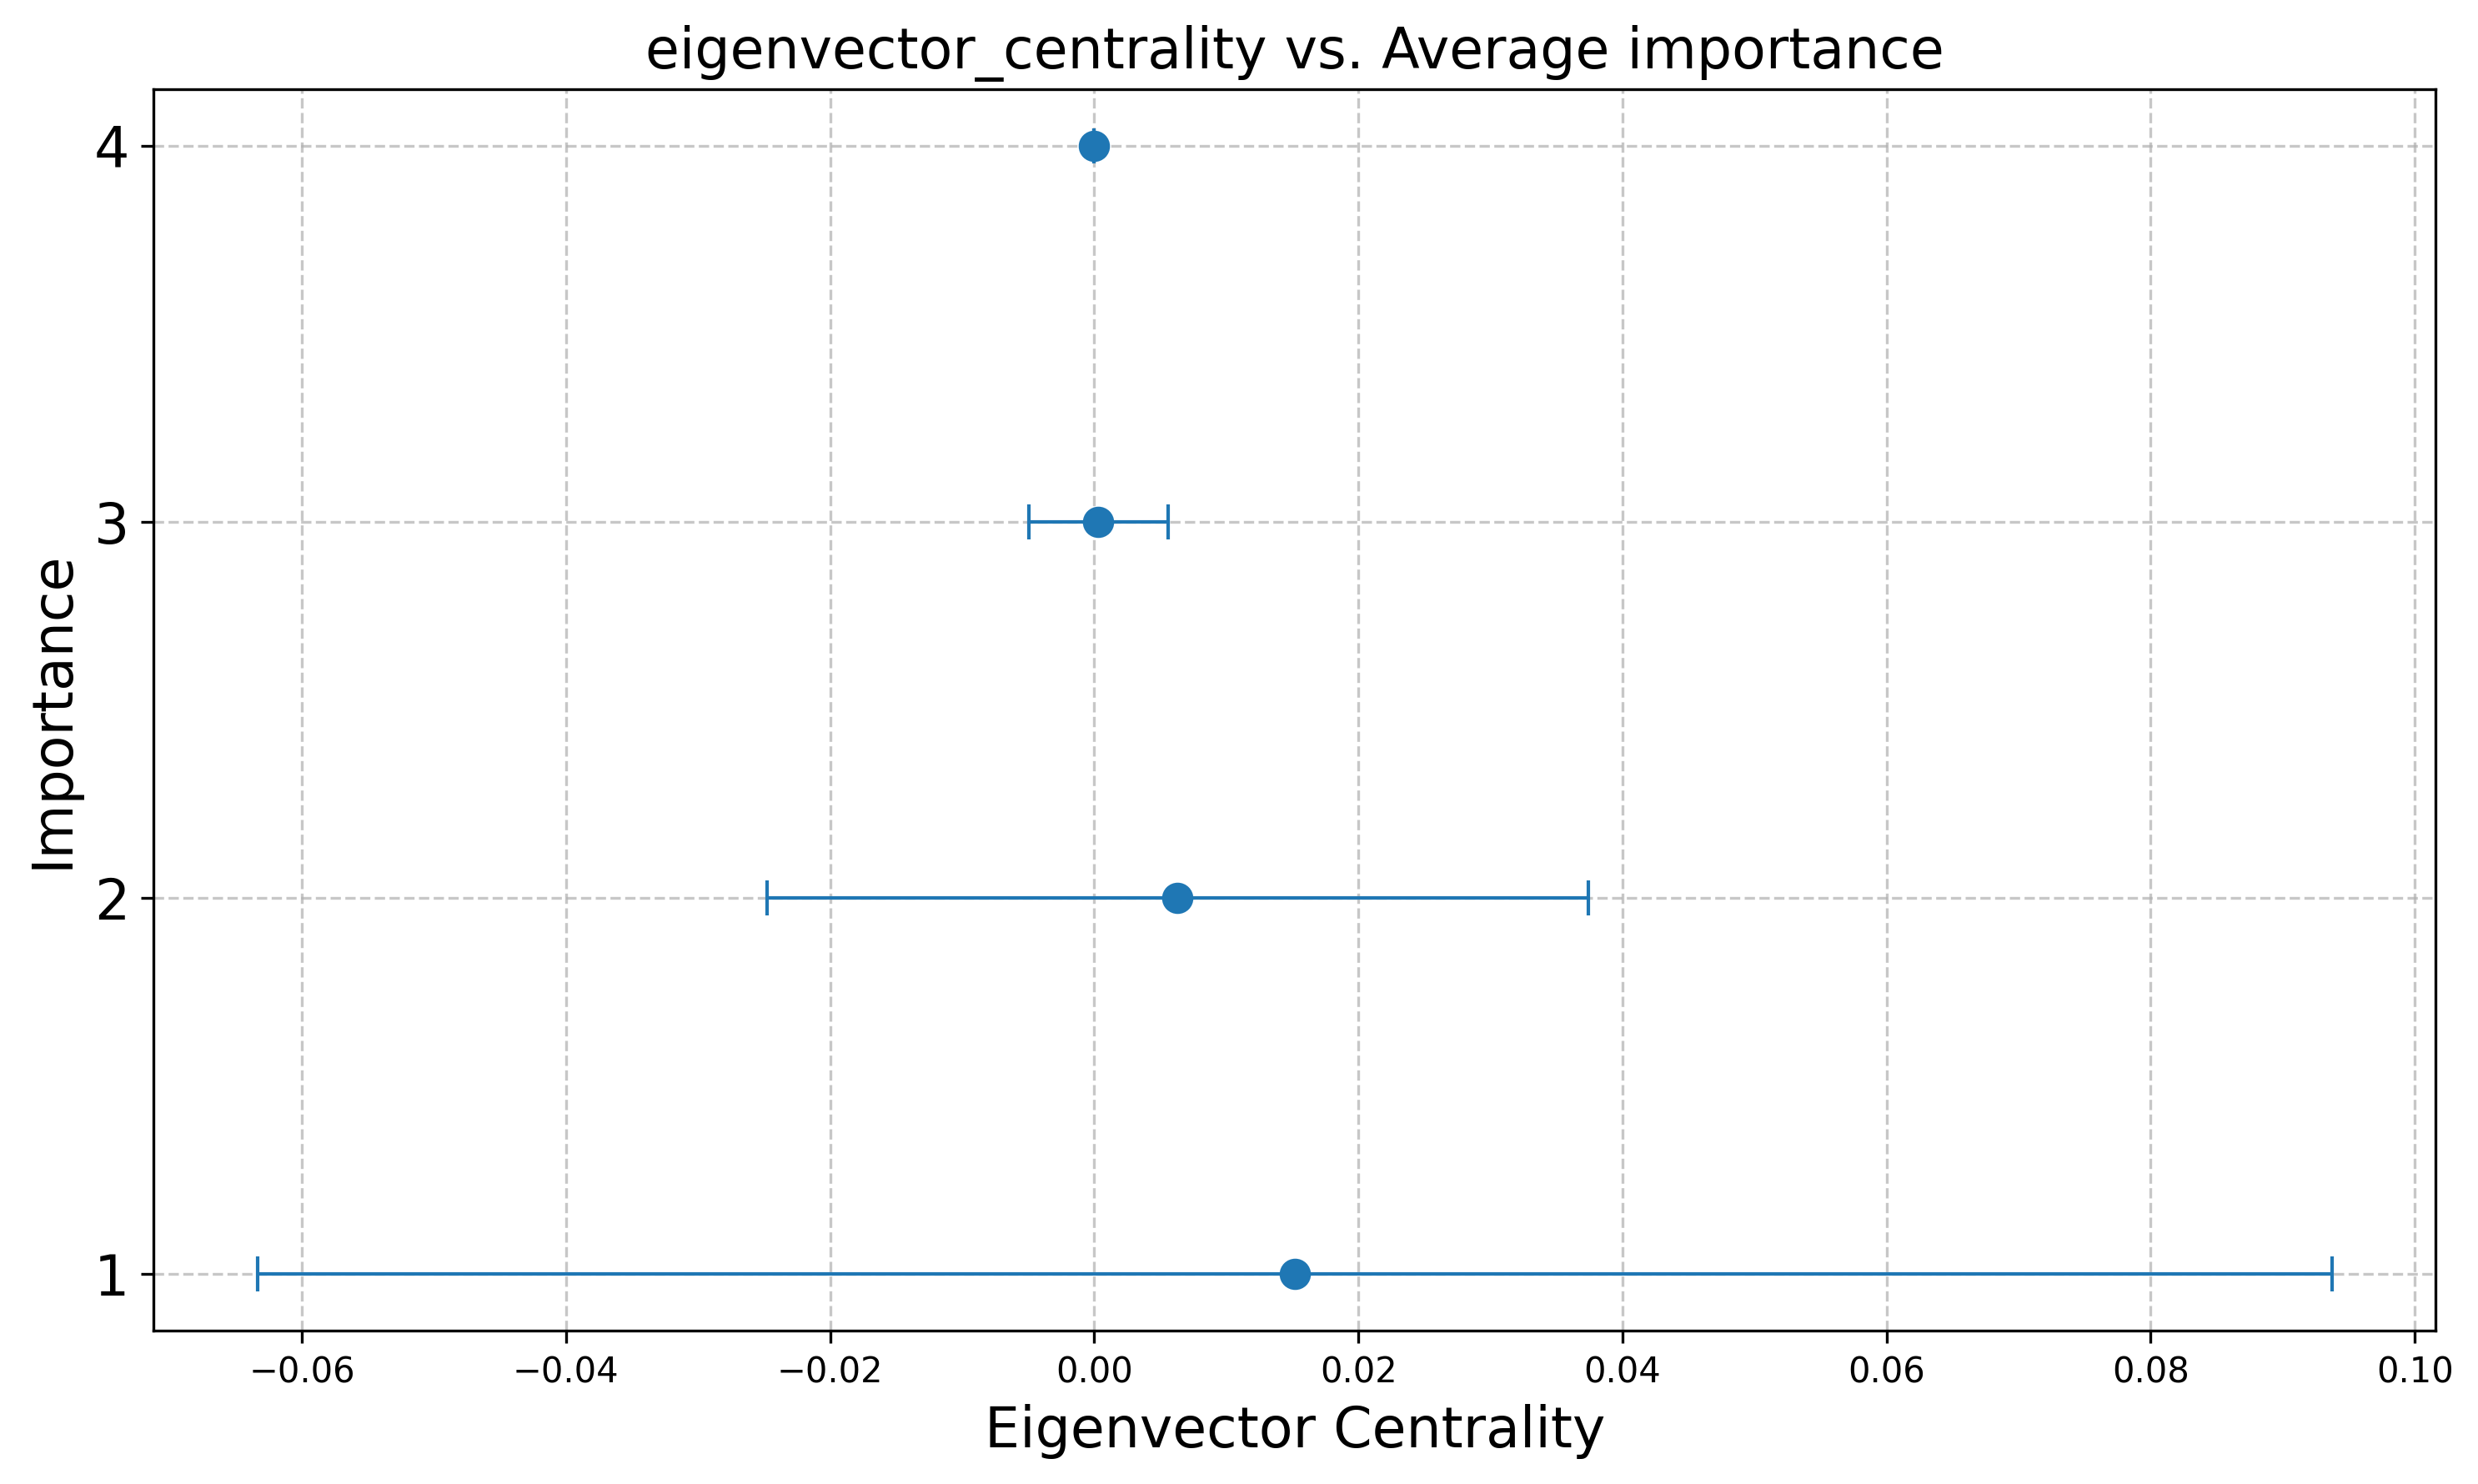 eigenvector_centrality vs. Average importance
4
3
2
1
Importance
−0.06 −0.04 −0.02 0.00 0.02 0.04 0.06 0.08 0.10
Eigenvector Centrality